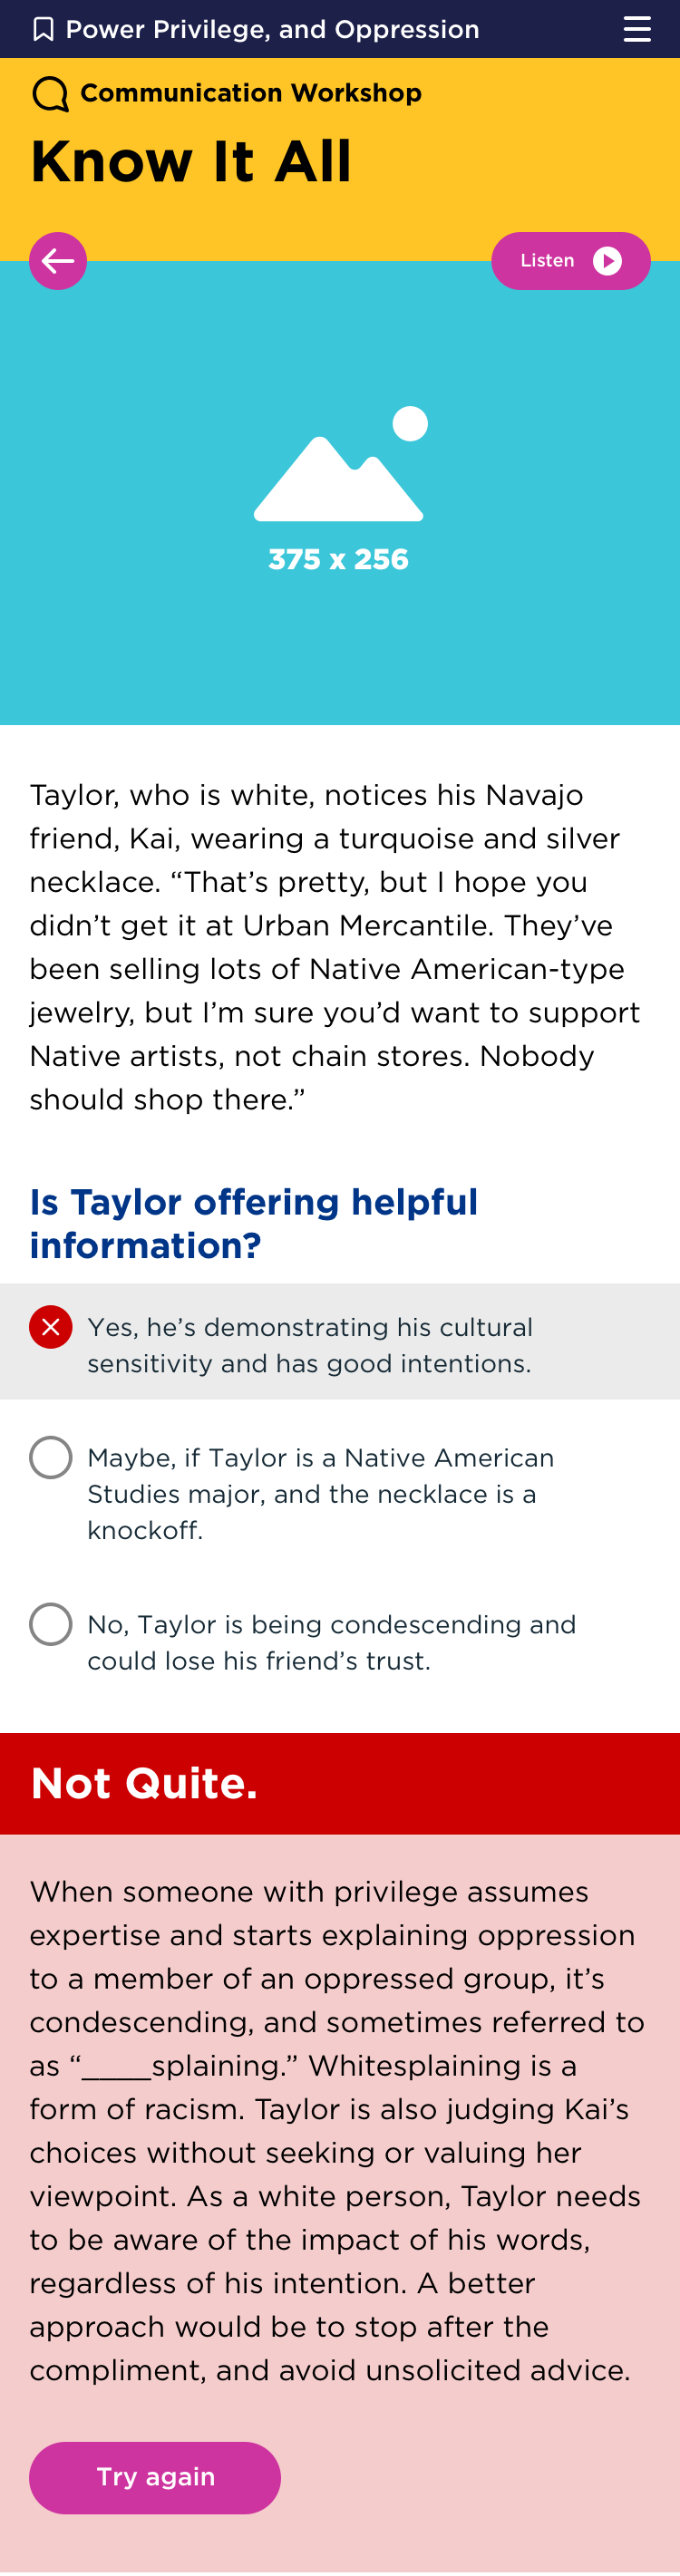 Power Privilege, and Oppression
Communication Workshop
Know It All
Listen
375 x 256
Taylor, who is white, notices his Navajo
friend, Kai, wearing a turquoise and silver
necklace. “That’s pretty, but I hope you
didn’t get it at Urban Mercantile. They’ve
been selling lots of Native American-type
jewelry, but I’m sure you’d want to support
Native artists, not chain stores. Nobody
should shop there.”
Is Taylor offering helpful
information?
Yes, he’s demonstrating his cultural
sensitivity and has good intentions.
Maybe, if Taylor is a Native American
Studies major, and the necklace is a
knockoff.
No, Taylor is being condescending and
could lose his friend’s trust.
Not Quite.
When someone with privilege assumes
expertise and starts explaining oppression
to a member of an oppressed group, it’s
condescending, and sometimes referred to
as “____splaining.” Whitesplaining is a
form of racism. Taylor is also judging Kai’s
choices without seeking or valuing her
viewpoint. As a white person, Taylor needs
to be aware of the impact of his words,
regardless of his intention. A better
approach would be to stop after the
compliment, and avoid unsolicited advice.
Try again